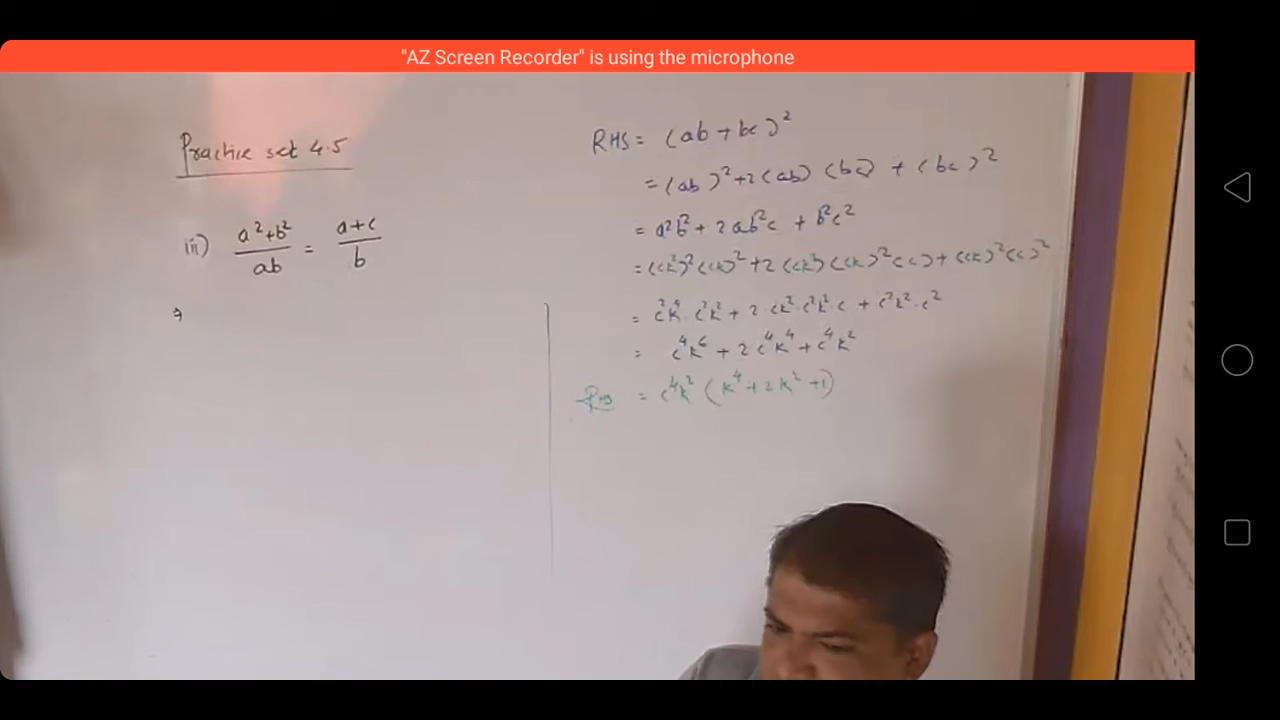 "AZ Screen Recorder" is using the microphone
Practice set 4.5
iii) a²+b²/ab = a+c/b
⇒
RHS = (ab + bc)²
= (ab)² + 2(ab)(bc) + (bc)²
= a²b² + 2ab²c + b²c²
= (ck²)²(ck)² + 2(ck²)(ck)²(c) + (ck)²(c)²
= c²k⁴·c²k² + 2·ck²·c²k²·c + c²k²·c²
= c⁴k⁶ + 2c⁴k⁴ + c⁴k²
RHS = c⁴k² (k⁴ + 2k² + 1)